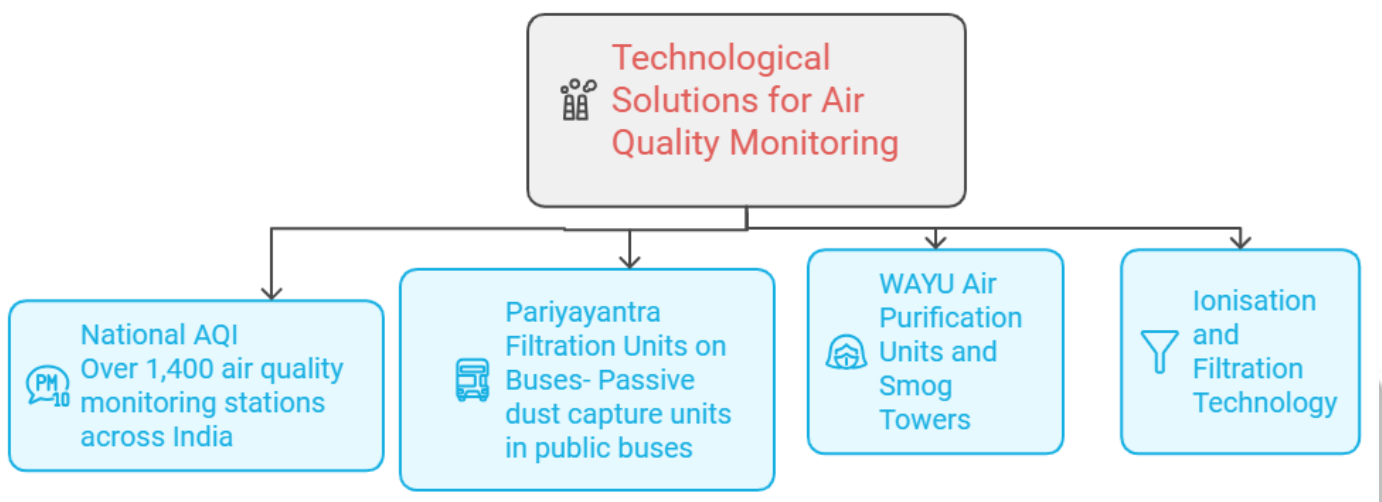 Technological
Solutions for Air
Quality Monitoring
National AQI
Over 1,400 air quality
monitoring stations
across India
PM
10
Pariyayantra
Filtration Units on
Buses- Passive
dust capture units
in public buses
WAYU Air
Purification
Units and
Smog
Towers
Ionisation
and
Filtration
Technology